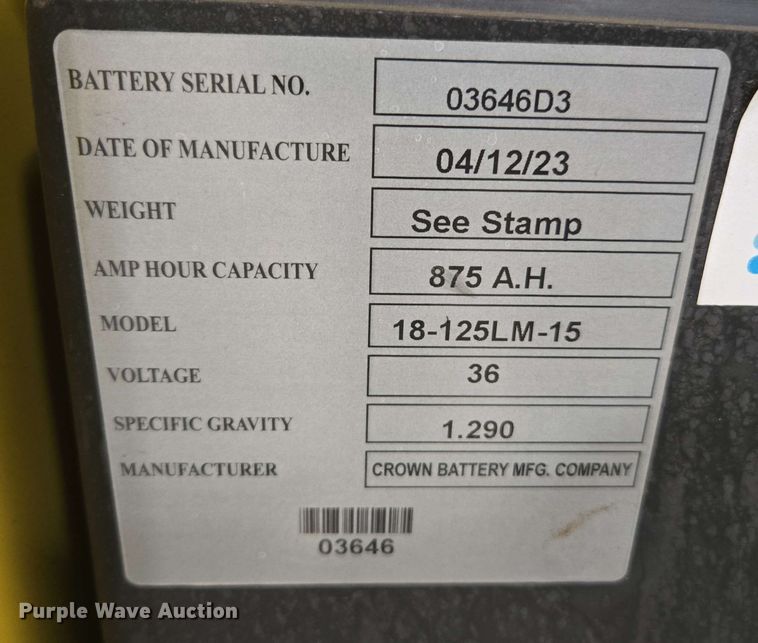 BATTERY SERIAL NO. 03646D3
DATE OF MANUFACTURE 04/12/23
WEIGHT See Stamp
AMP HOUR CAPACITY 875 A.H.
MODEL 18-125LM-15
VOLTAGE 36
SPECIFIC GRAVITY 1.290
MANUFACTURER CROWN BATTERY MFG. COMPANY
03646
Purple Wave Auction